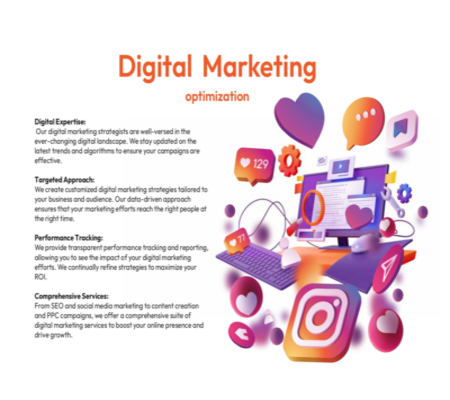 Digital Marketing
optimization
Digital Expertise:
Our digital marketing strategists are well-versed in the
ever-changing digital landscape. We stay updated on the
latest trends and algorithms to ensure your campaigns are
effective.
Targeted Approach:
We create customized digital marketing strategies tailored to
your business and audience. Our data-driven approach
ensures that your marketing efforts reach the right people at
the right time.
Performance Tracking:
We provide transparent performance tracking and reporting,
allowing you to see the impact of your digital marketing
efforts. We continually refine strategies to maximize your
ROI.
Comprehensive Services:
From SEO and social media marketing to content creation
and PPC campaigns, we offer a comprehensive suite of
digital marketing services to boost your online presence and
drive growth.
129
77